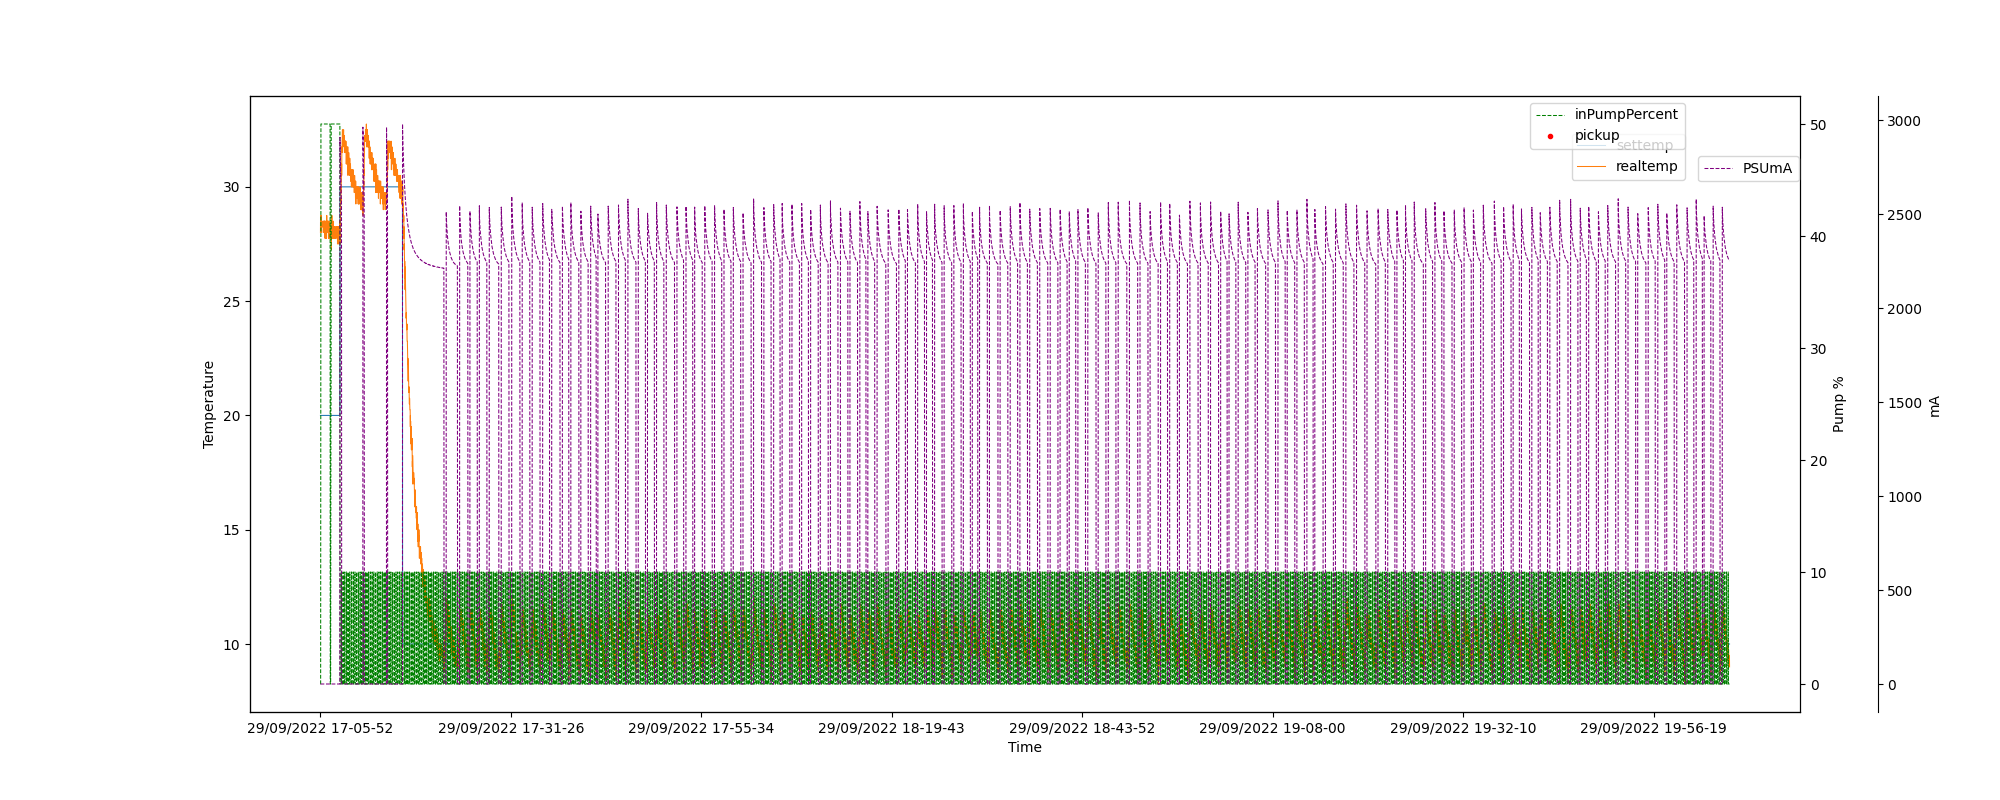 inPumpPercent
pickup
settemp
realtemp
PSUmA
Temperature
30
25
20
15
10
50
40
30
20
10
0
Pump %
3000
2500
2000
1500
1000
500
0
mA
29/09/2022 17-05-52
29/09/2022 17-31-26
29/09/2022 17-55-34
29/09/2022 18-19-43
29/09/2022 18-43-52
29/09/2022 19-08-00
29/09/2022 19-32-10
29/09/2022 19-56-19
Time